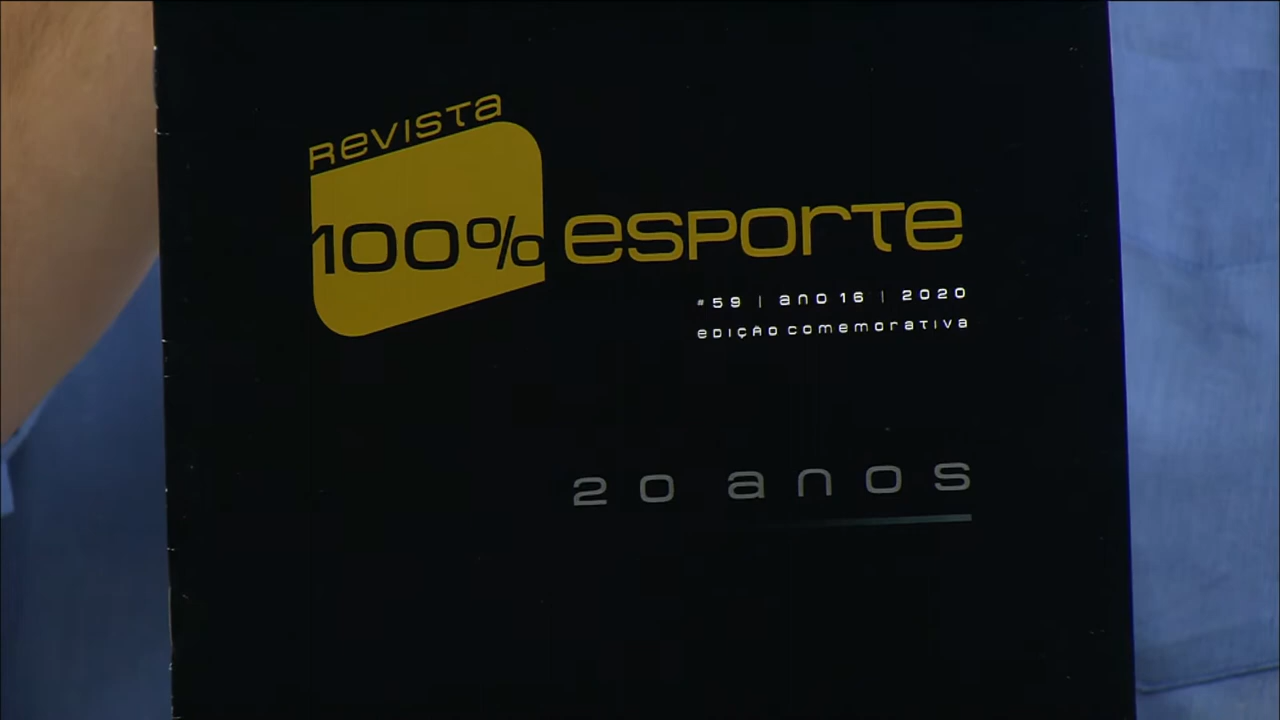 REVISTA
100% ESPORTE
#59 | ano 16 | 2020
EDIÇÃO COMEMORATIVA
20 anos